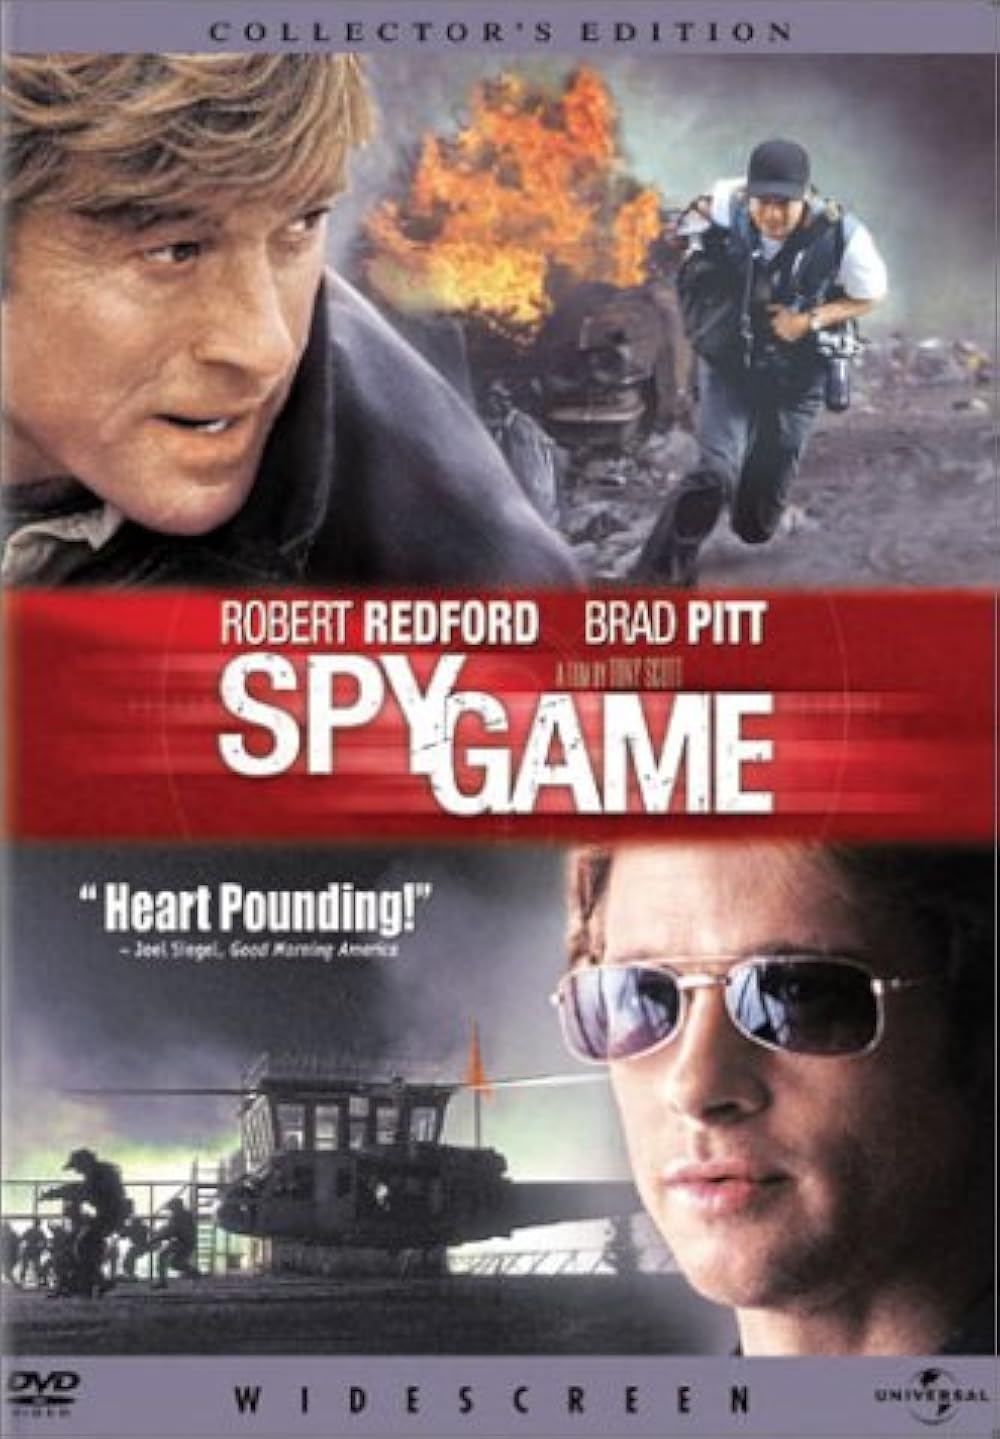 COLLECTOR'S EDITION
ROBERT REDFORD BRAD PITT
A FILM BY TONY SCOTT
SPY GAME
"Heart Pounding!"
– Joel Siegel, Good Morning America
DVD
VIDEO
WIDESCREEN
UNIVERSAL